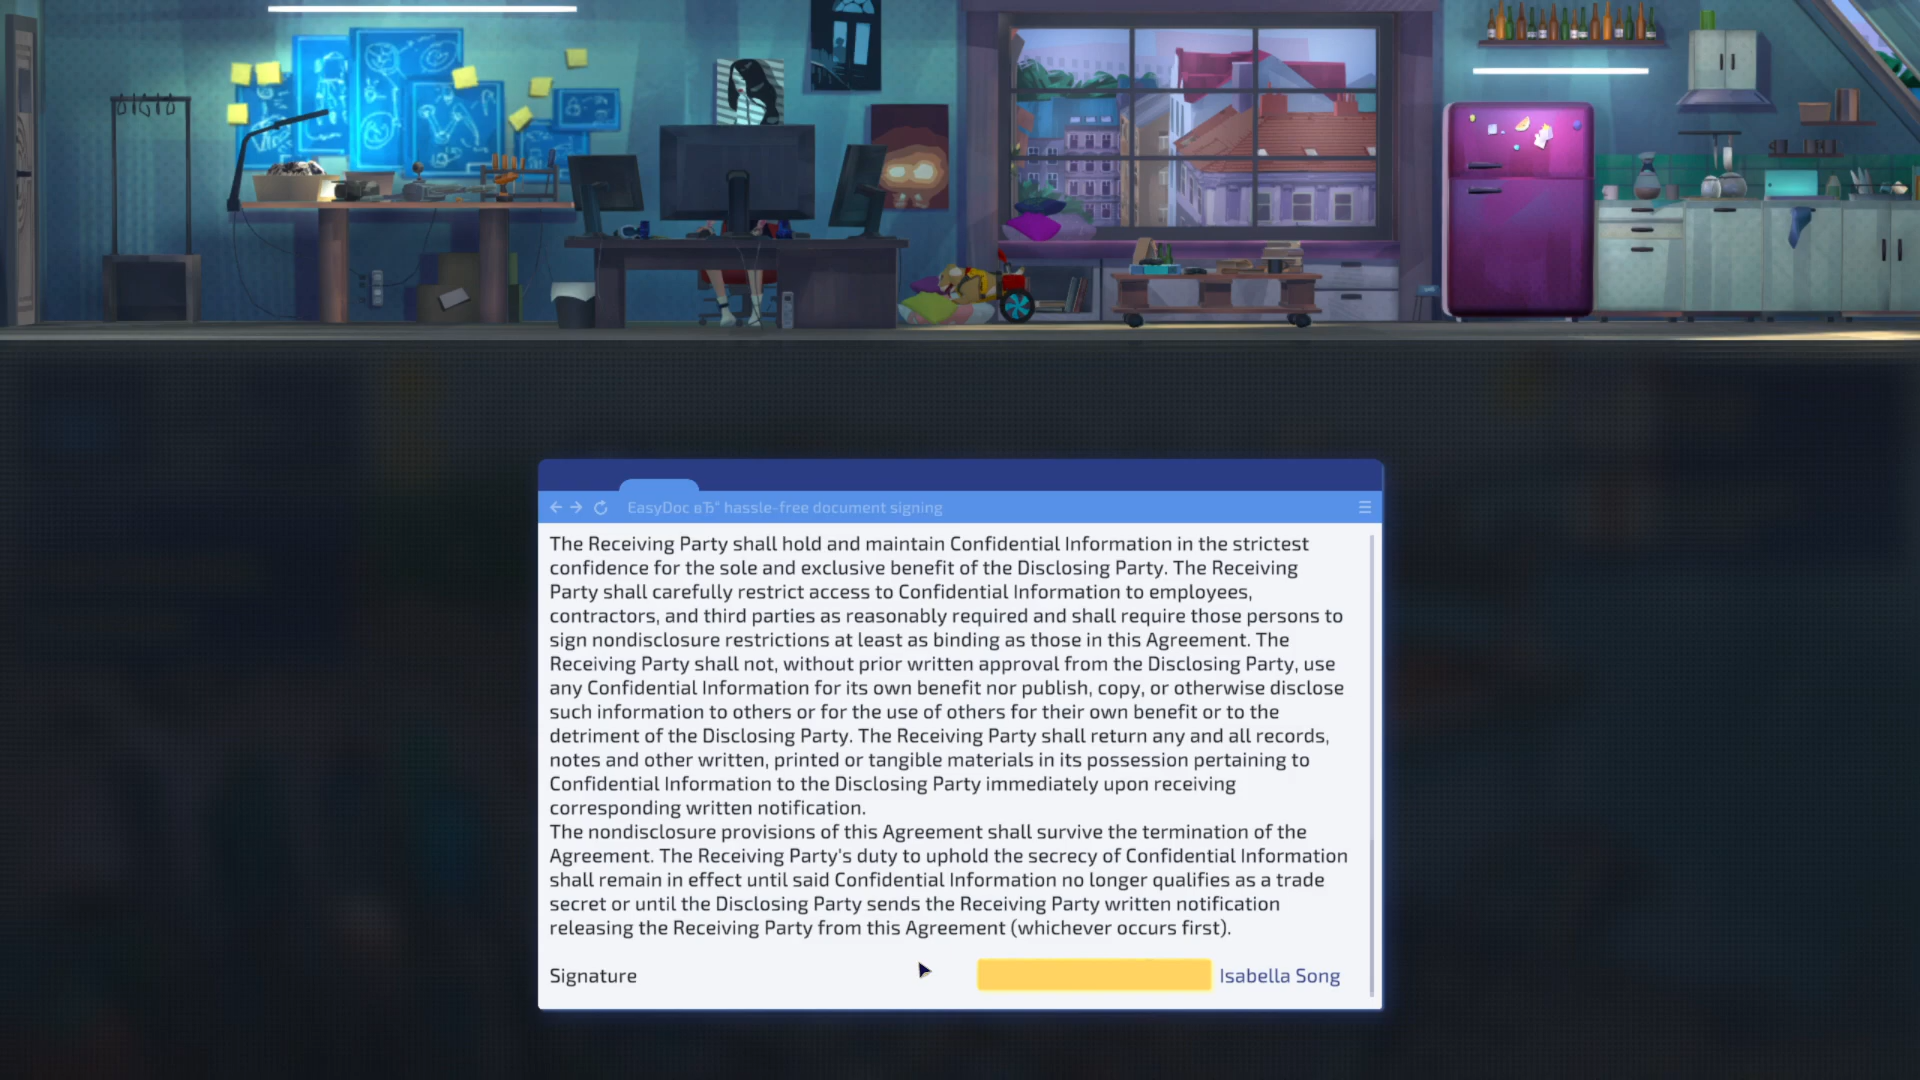 EasyDoc вЂ“ hassle-free document signing
The Receiving Party shall hold and maintain Confidential Information in the strictest
confidence for the sole and exclusive benefit of the Disclosing Party. The Receiving
Party shall carefully restrict access to Confidential Information to employees,
contractors, and third parties as reasonably required and shall require those persons to
sign nondisclosure restrictions at least as binding as those in this Agreement. The
Receiving Party shall not, without prior written approval from the Disclosing Party, use
any Confidential Information for its own benefit nor publish, copy, or otherwise disclose
such information to others or for the use of others for their own benefit or to the
detriment of the Disclosing Party. The Receiving Party shall return any and all records,
notes and other written, printed or tangible materials in its possession pertaining to
Confidential Information to the Disclosing Party immediately upon receiving
corresponding written notification.
The nondisclosure provisions of this Agreement shall survive the termination of the
Agreement. The Receiving Party's duty to uphold the secrecy of Confidential Information
shall remain in effect until said Confidential Information no longer qualifies as a trade
secret or until the Disclosing Party sends the Receiving Party written notification
releasing the Receiving Party from this Agreement (whichever occurs first).
Signature Isabella Song